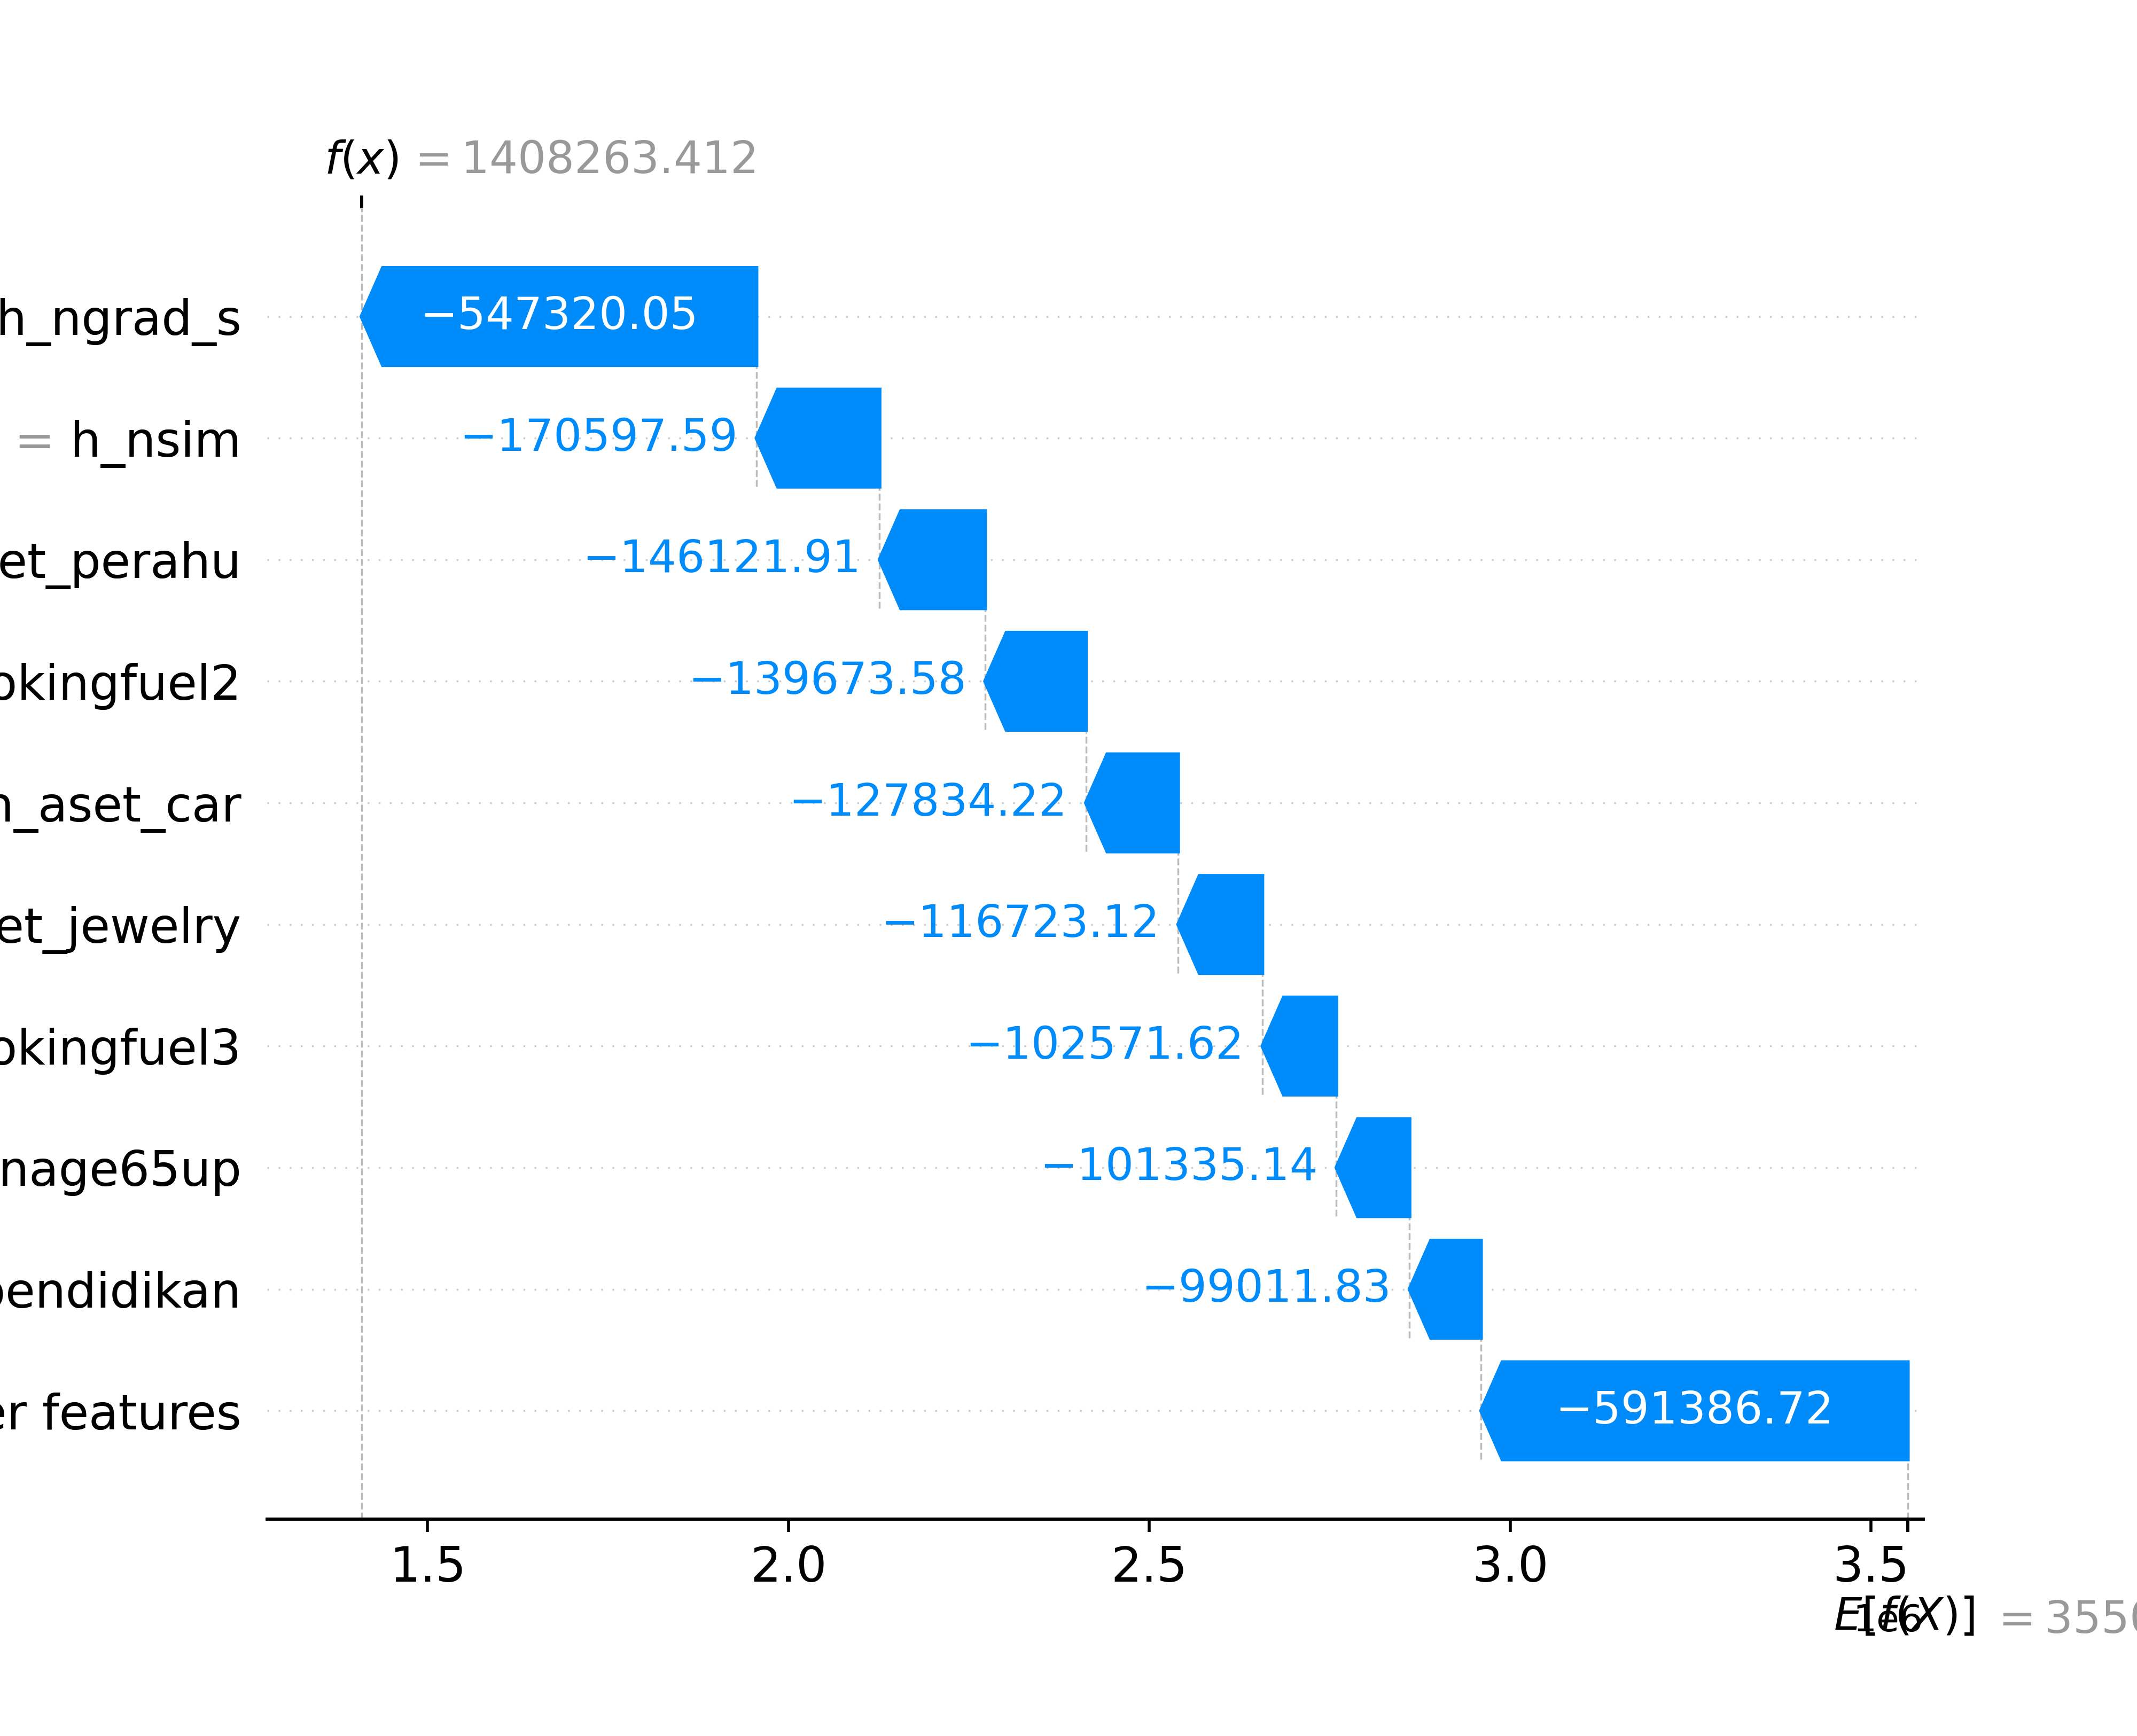 f(x) = 1408263.412
h_ngrad_s −547320.05
= h_nsim −170597.59
et_perahu −146121.91
okingfuel2 −139673.58
_aset_car −127834.22
et_jewelry −116723.12
okingfuel3 −102571.62
nage65up −101335.14
pendidikan −99011.83
er features −591386.72
1.5 2.0 2.5 3.0 3.5
1e6
E[f(X)] = 3550